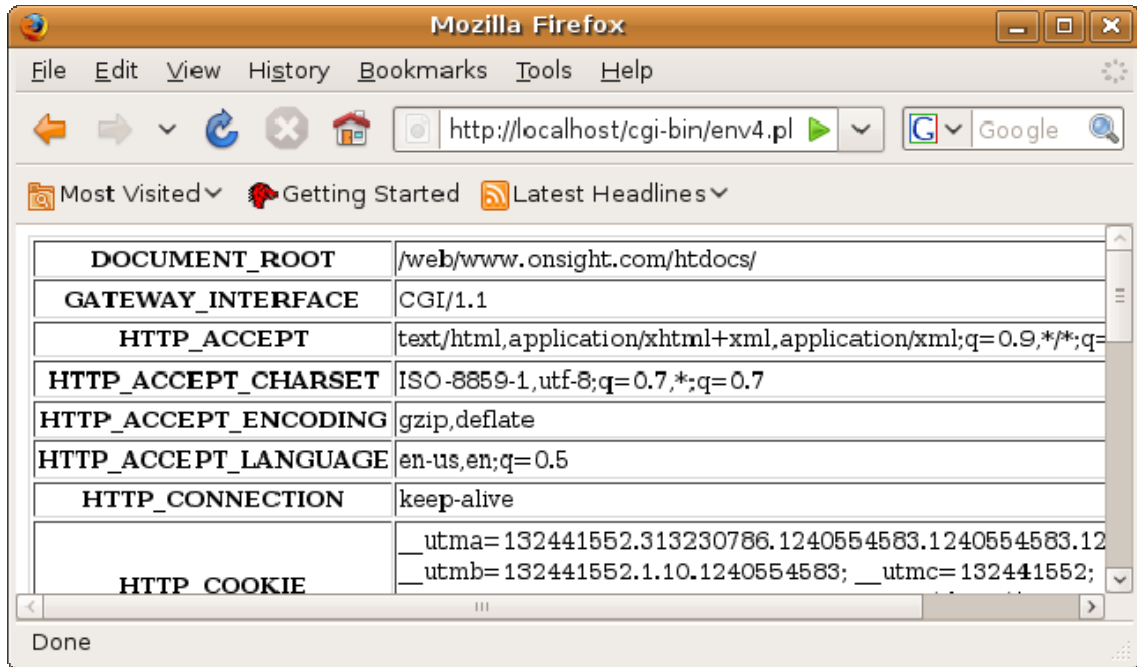 Mozilla Firefox
File Edit View History Bookmarks Tools Help
http://localhost/cgi-bin/env4.pl G Google
Most Visited Getting Started Latest Headlines
DOCUMENT_ROOT /web/www.onsight.com/htdocs/
GATEWAY_INTERFACE CGI/1.1
HTTP_ACCEPT text/html,application/xhtml+xml,application/xml;q=0.9,*/*;q=
HTTP_ACCEPT_CHARSET ISO-8859-1,utf-8;q=0.7,*;q=0.7
HTTP_ACCEPT_ENCODING gzip,deflate
HTTP_ACCEPT_LANGUAGE en-us,en;q=0.5
HTTP_CONNECTION keep-alive
__utma=132441552.313230786.1240554583.1240554583.12
__utmb=132441552.1.10.1240554583; __utmc=132441552;
HTTP_COOKIE
Done